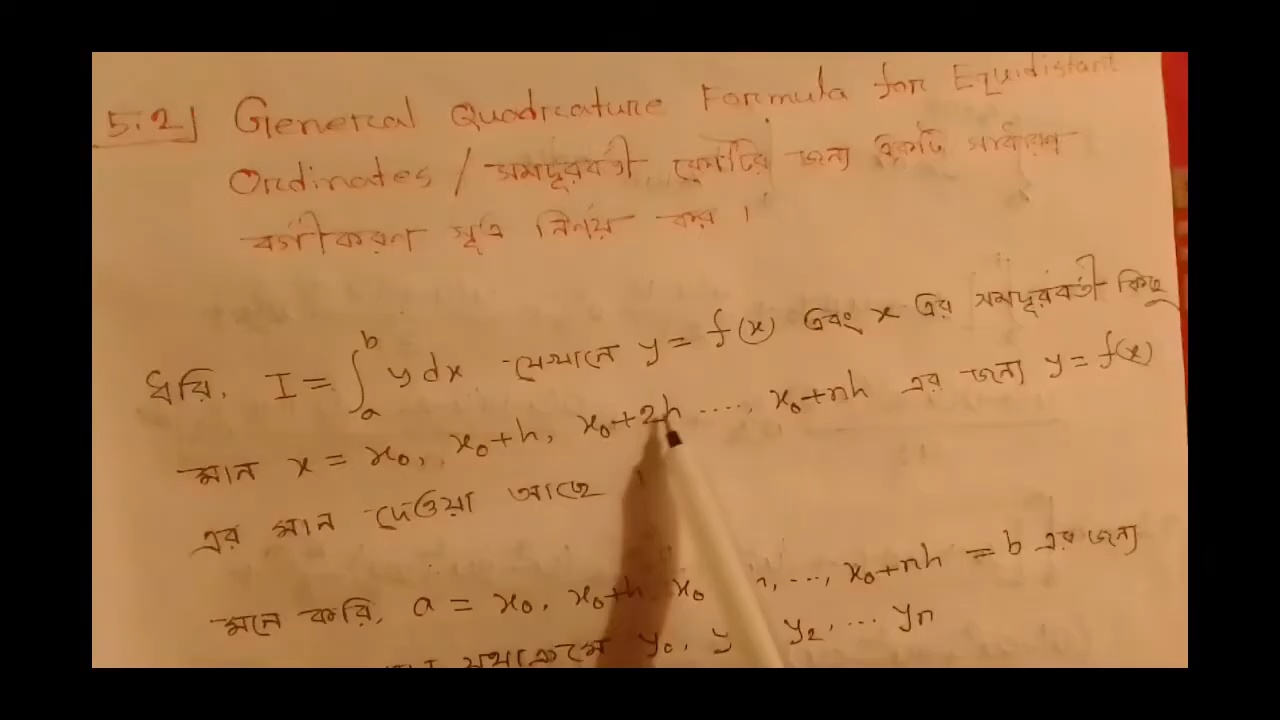 5.2] General Quadrature Formula for Equidistant
Ordinates / সমদূরবর্তী কোটির জন্য একটি সাধারণ
বর্গীকরণ সূত্র নির্ণয় কর।
ধরি, I = ∫ₐᵇ y dx যেখানে y = f(x) এবং x এর সমদূরবর্তী কিছু
মান x = x₀, x₀+h, x₀+2h ...., x₀+nh এর জন্য y = f(x)
এর মান দেওয়া আছে।
মনে করি, a = x₀, x₀+h, x₀ ..., x₀+nh = b এর জন্য
যথাক্রমে y₀, y y₂, ... yn